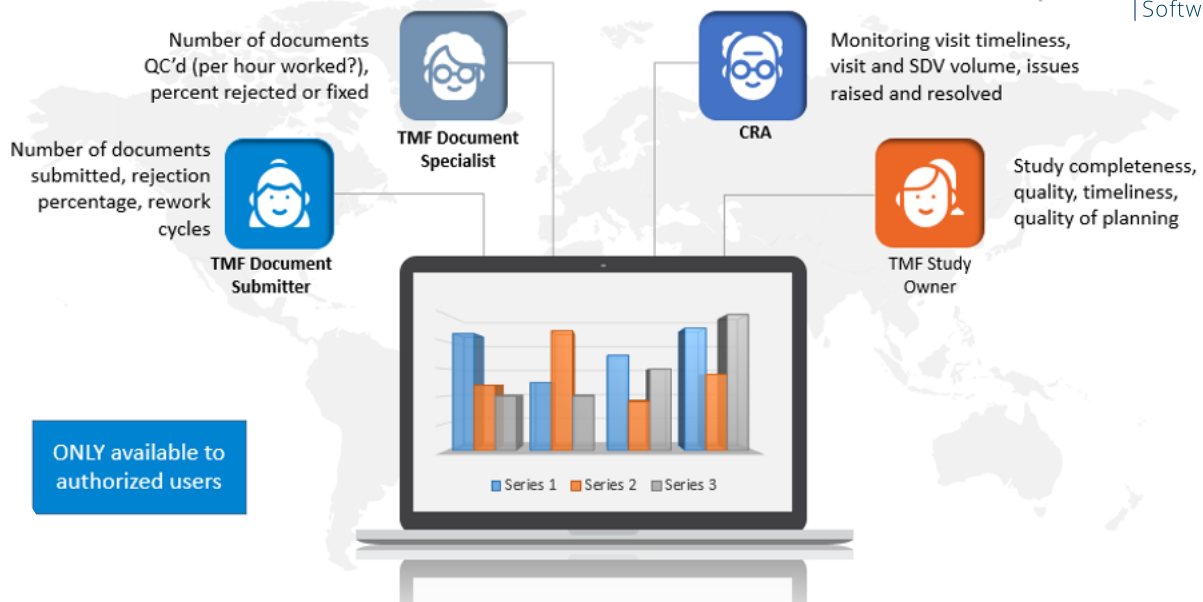 Softw
Number of documents
QC'd (per hour worked?),
percent rejected or fixed
TMF Document
Specialist
CRA
Monitoring visit timeliness,
visit and SDV volume, issues
raised and resolved
Number of documents
submitted, rejection
percentage, rework
cycles
TMF Document
Submitter
TMF Study
Owner
Study completeness,
quality, timeliness,
quality of planning
ONLY available to
authorized users
Series 1 Series 2 Series 3